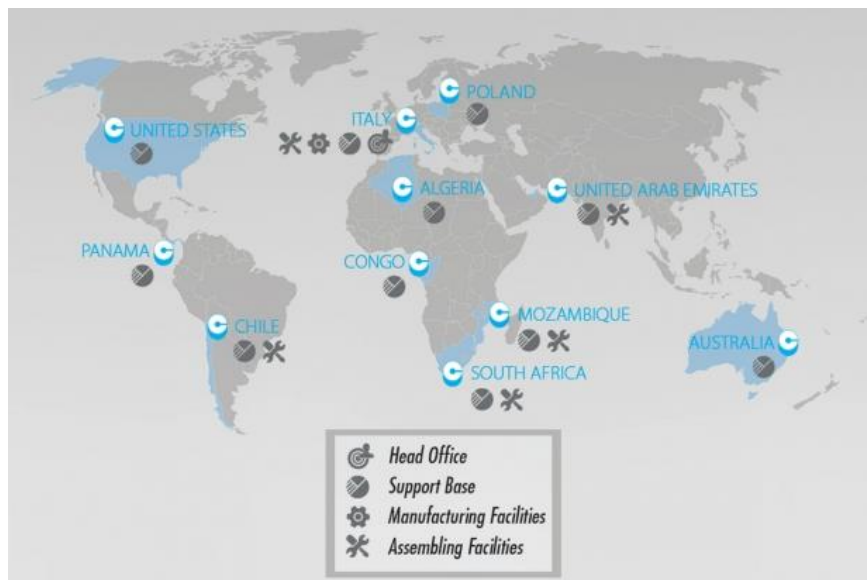 POLAND
ITALY
UNITED STATES
ALGERIA
UNITED ARAB EMIRATES
PANAMA
CONGO
MOZAMBIQUE
CHILE
AUSTRALIA
SOUTH AFRICA
Head Office
Support Base
Manufacturing Facilities
Assembling Facilities